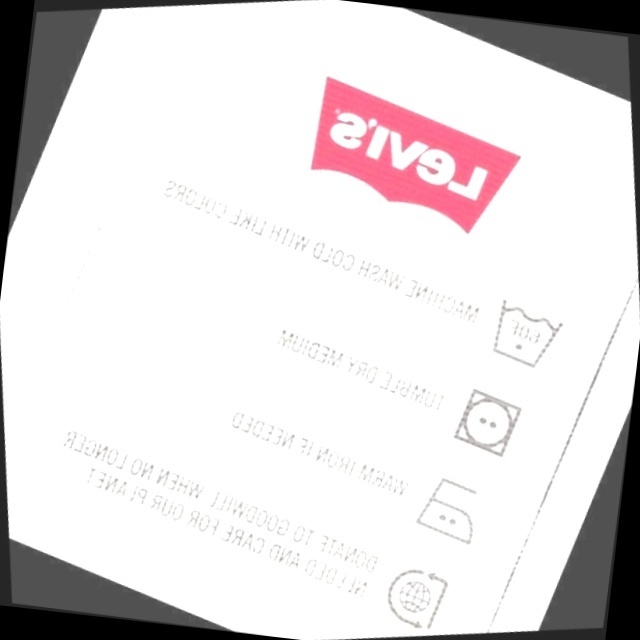 Levi's
MACHINE WASH COLD WITH LIKE COLORS
60F
TUMBLE DRY MEDIUM
WARM IRON IF NEEDED
DONATE TO GOODWILL WHEN NO LONGER
NEEDED AND CARE FOR OUR PLANET